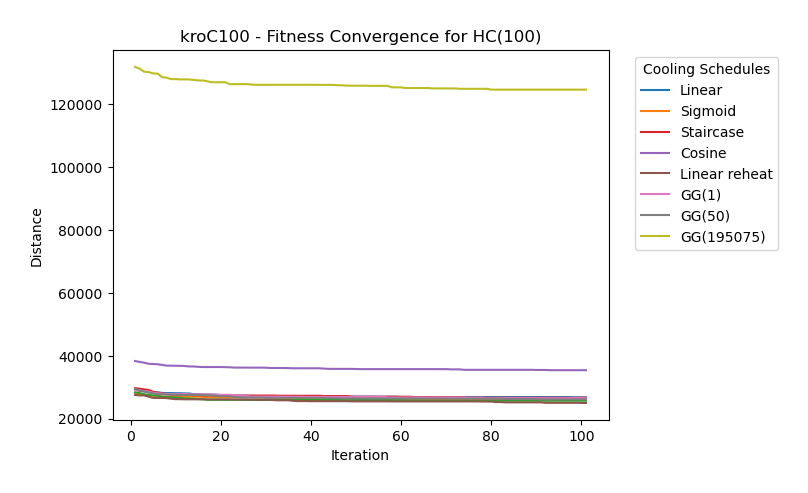 kroC100 - Fitness Convergence for HC(100)
Distance
120000
100000
80000
60000
40000
20000
0
20
40
60
80
100
Iteration
Cooling Schedules
Linear
Sigmoid
Staircase
Cosine
Linear reheat
GG(1)
GG(50)
GG(195075)